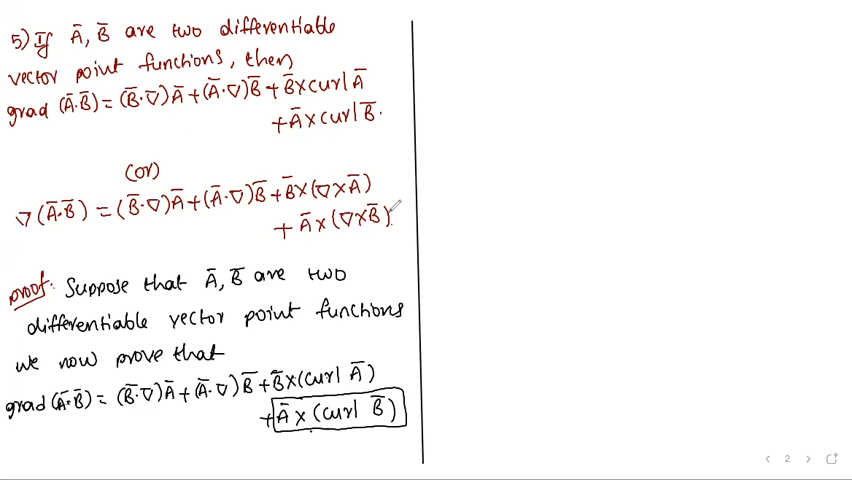 5) If Ā, B̄ are two differentiable
vector point functions, then
grad (Ā·B̄) = (B̄·∇̄)Ā + (Ā·∇)B̄ + B̄×curl Ā
+ Ā×curl B̄.
(or)
∇(Ā·B̄) = (B̄·∇)Ā + (Ā·∇)B̄ + B̄×(∇×Ā)
+ Ā×(∇×B̄).
proof: Suppose that Ā, B̄ are two
differentiable vector point functions
we now prove that
grad(Ā·B̄) = (B̄·∇)Ā + (Ā·∇)B̄ + B̄×(curl Ā)
+ Ā×(curl B̄)
2